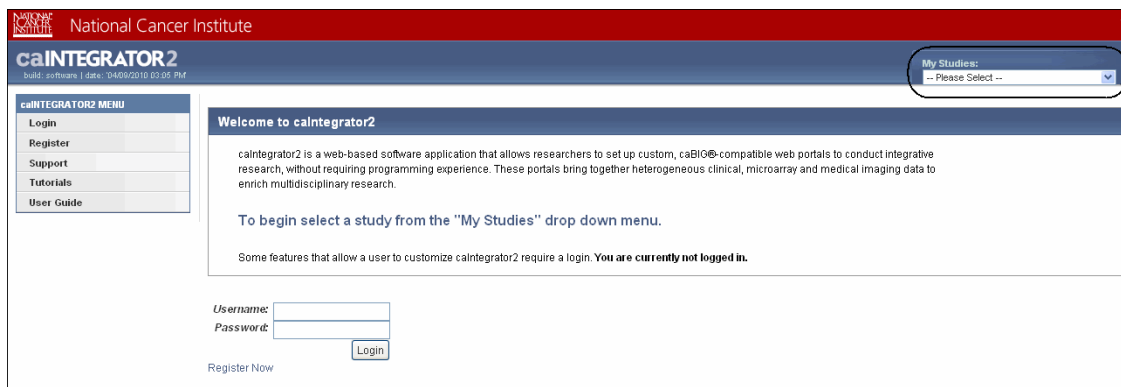 NATIONAL CANCER INSTITUTE
National Cancer Institute
caINTEGRATOR2
build: software | date: '04/09/2010 03:05 PM'
My Studies:
-- Please Select --
caINTEGRATOR2 MENU
Login
Register
Support
Tutorials
User Guide
Welcome to caIntegrator2
caIntegrator2 is a web-based software application that allows researchers to set up custom, caBIG®-compatible web portals to conduct integrative
research, without requiring programming experience. These portals bring together heterogeneous clinical, microarray and medical imaging data to
enrich multidisciplinary research.
To begin select a study from the "My Studies" drop down menu.
Some features that allow a user to customize caIntegrator2 require a login. You are currently not logged in.
Username:
Password:
Login
Register Now